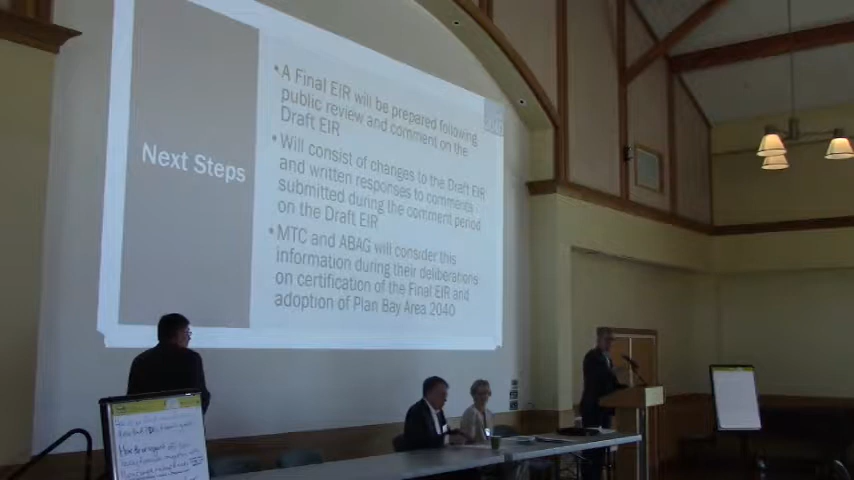 Next Steps
• A Final EIR will be prepared following
public review and comment on the
Draft EIR
• Will consist of changes to the Draft EIR
and written responses to comments
submitted during the comment period
on the Draft EIR
• MTC and ABAG will consider this
information during their deliberations
on certification of the Final EIR and
adoption of Plan Bay Area 2040